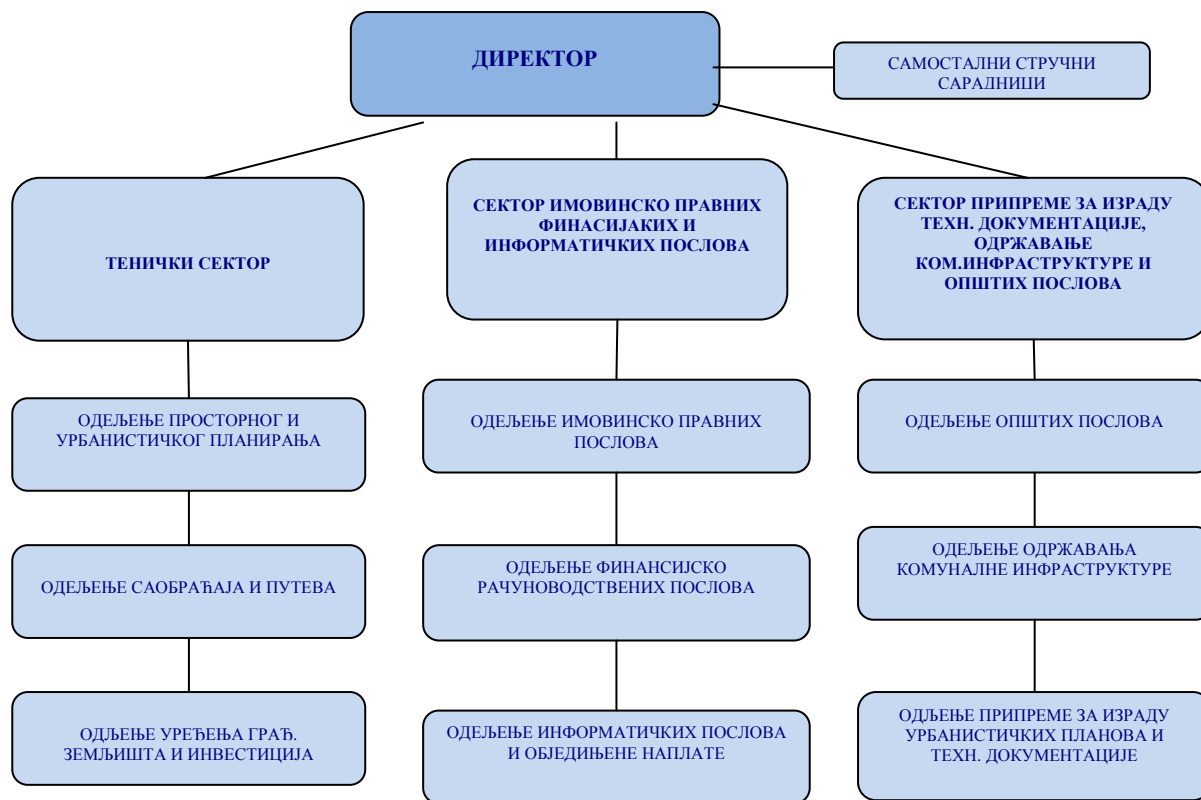 ДИРЕКТОР
САМОСТАЛНИ СТРУЧНИ
САРАДНИЦИ
ТЕНИЧКИ СЕКТОР
СЕКТОР ИМОВИНСКО ПРАВНИХ
ФИНАСИЈАКИХ И
ИНФОРМАТИЧКИХ ПОСЛОВА
СЕКТОР ПРИПРЕМЕ ЗА ИЗРАДУ
ТЕХН. ДОКУМЕНТАЦИЈЕ,
ОДРЖАВАЊЕ
КОМ.ИНФРАСТРУКТУРЕ И
ОПШТИХ ПОСЛОВА
ОДЕЉЕЊЕ ПРОСТОРНОГ И
УРБАНИСТИЧКОГ ПЛАНИРАЊА
ОДЕЉЕЊЕ ИМОВИНСКО ПРАВНИХ
ПОСЛОВА
ОДЕЉЕЊЕ ОПШТИХ ПОСЛОВА
ОДЕЉЕЊЕ САОБРАЋАЈА И ПУТЕВА
ОДЕЉЕЊЕ ФИНАНСИЈСКО
РАЧУНОВОДСТВЕНИХ ПОСЛОВА
ОДЕЉЕЊЕ ОДРЖАВАЊА
КОМУНАЛНЕ ИНФРАСТРУКТУРЕ
ОДЉЕЊЕ УРЕЂЕЊА ГРАЂ.
ЗЕМЉИШТА И ИНВЕСТИЦИЈА
ОДЕЉЕЊЕ ИНФОРМАТИЧКИХ ПОСЛОВА
И ОБЈЕДИЊЕНЕ НАПЛАТЕ
ОДЉЕЊЕ ПРИПРЕМЕ ЗА ИЗРАДУ
УРБАНИСТИЧКИХ ПЛАНОВА И
ТЕХН. ДОКУМЕНТАЦИЈЕ